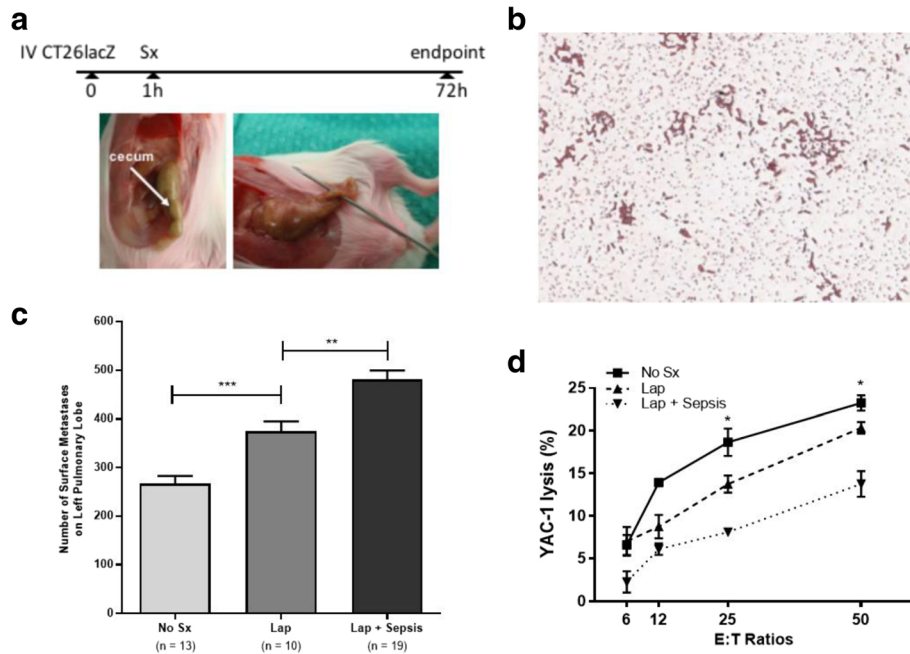 a
IV CT26lacZ Sx endpoint
0 1h 72h
cecum
b
c
Number of Surface Metastases
on Left Pulmonary Lobe
600
500
400
300
200
100
0
***
**
No Sx Lap Lap + Sepsis
(n = 13) (n = 10) (n = 19)
d
No Sx
Lap
Lap + Sepsis
YAC-1 lysis (%)
25
20
15
10
5
0
*
*
6 12 25 50
E:T Ratios